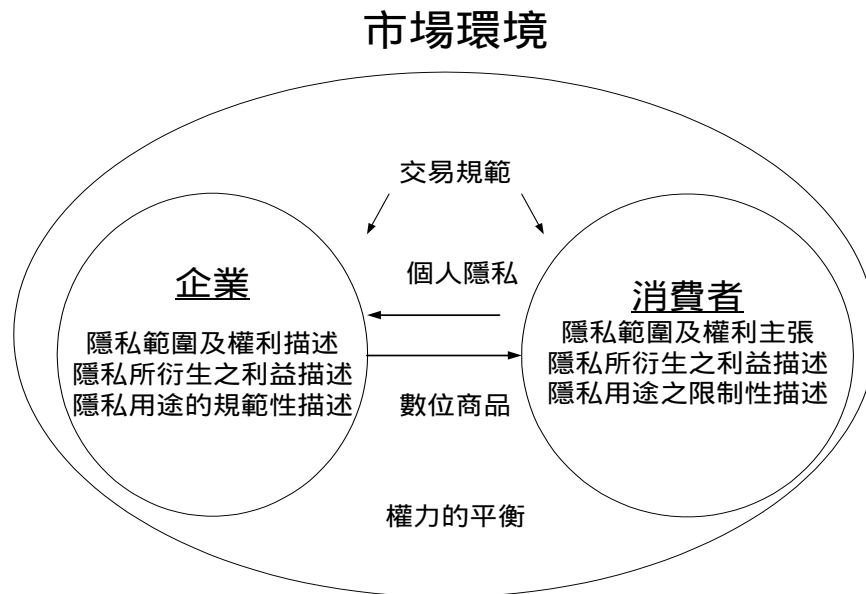 市場環境
交易規範
個人隱私
企業
隱私範圍及權利描述
隱私所衍生之利益描述
隱私用途的規範性描述
消費者
隱私範圍及權利主張
隱私所衍生之利益描述
隱私用途之限制性描述
數位商品
權力的平衡